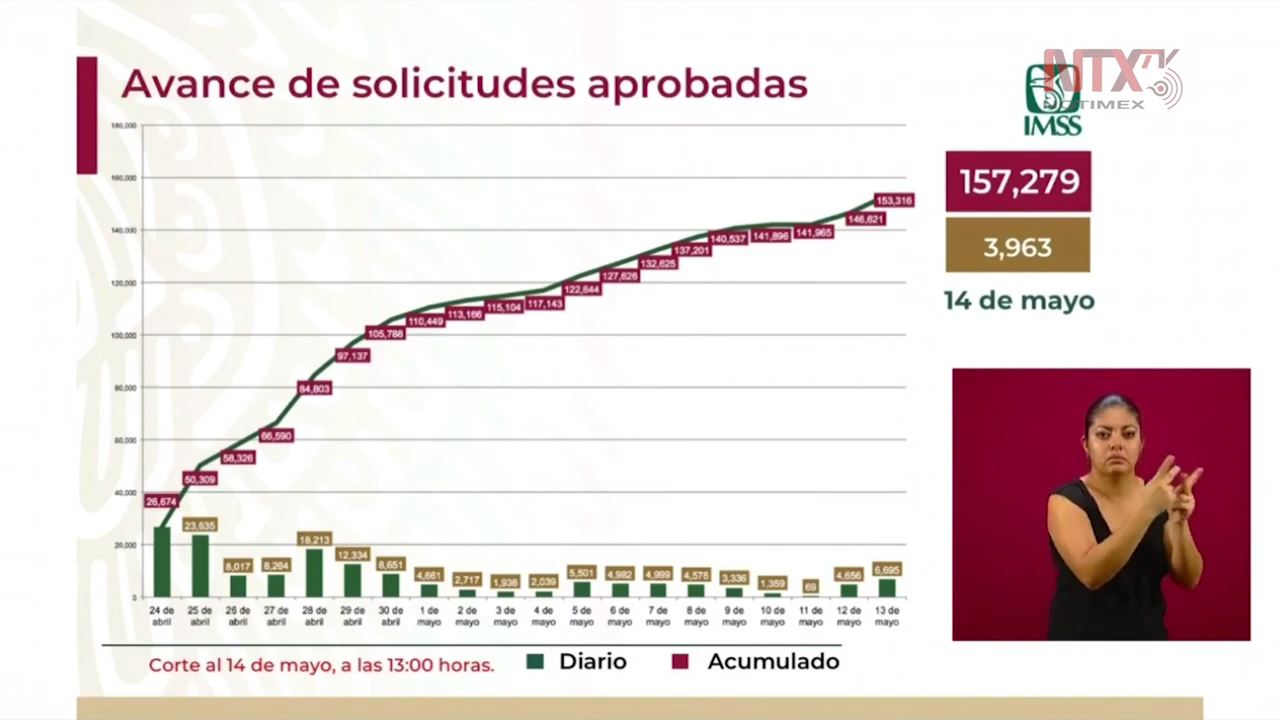 Avance de solicitudes aprobadas
NTX
NOTIMEX
IMSS
157,279
3,963
14 de mayo
180,000
160,000
140,000
120,000
100,000
80,000
60,000
40,000
20,000
0
26,674
50,309
58,326
66,590
84,803
97,137
105,788
110,449
113,166
115,104
117,143
122,644
127,626
132,625
137,201
140,537
141,896
141,965
146,621
153,316
23,635
8,017
8,264
18,213
12,334
8,651
4,661
2,717
1,938
2,039
5,501
4,982
4,999
4,576
3,336
1,359
69
4,656
6,695
24 de abril
25 de abril
26 de abril
27 de abril
28 de abril
29 de abril
30 de abril
1 de mayo
2 de mayo
3 de mayo
4 de mayo
5 de mayo
6 de mayo
7 de mayo
8 de mayo
9 de mayo
10 de mayo
11 de mayo
12 de mayo
13 de mayo
Corte al 14 de mayo, a las 13:00 horas.
Diario
Acumulado